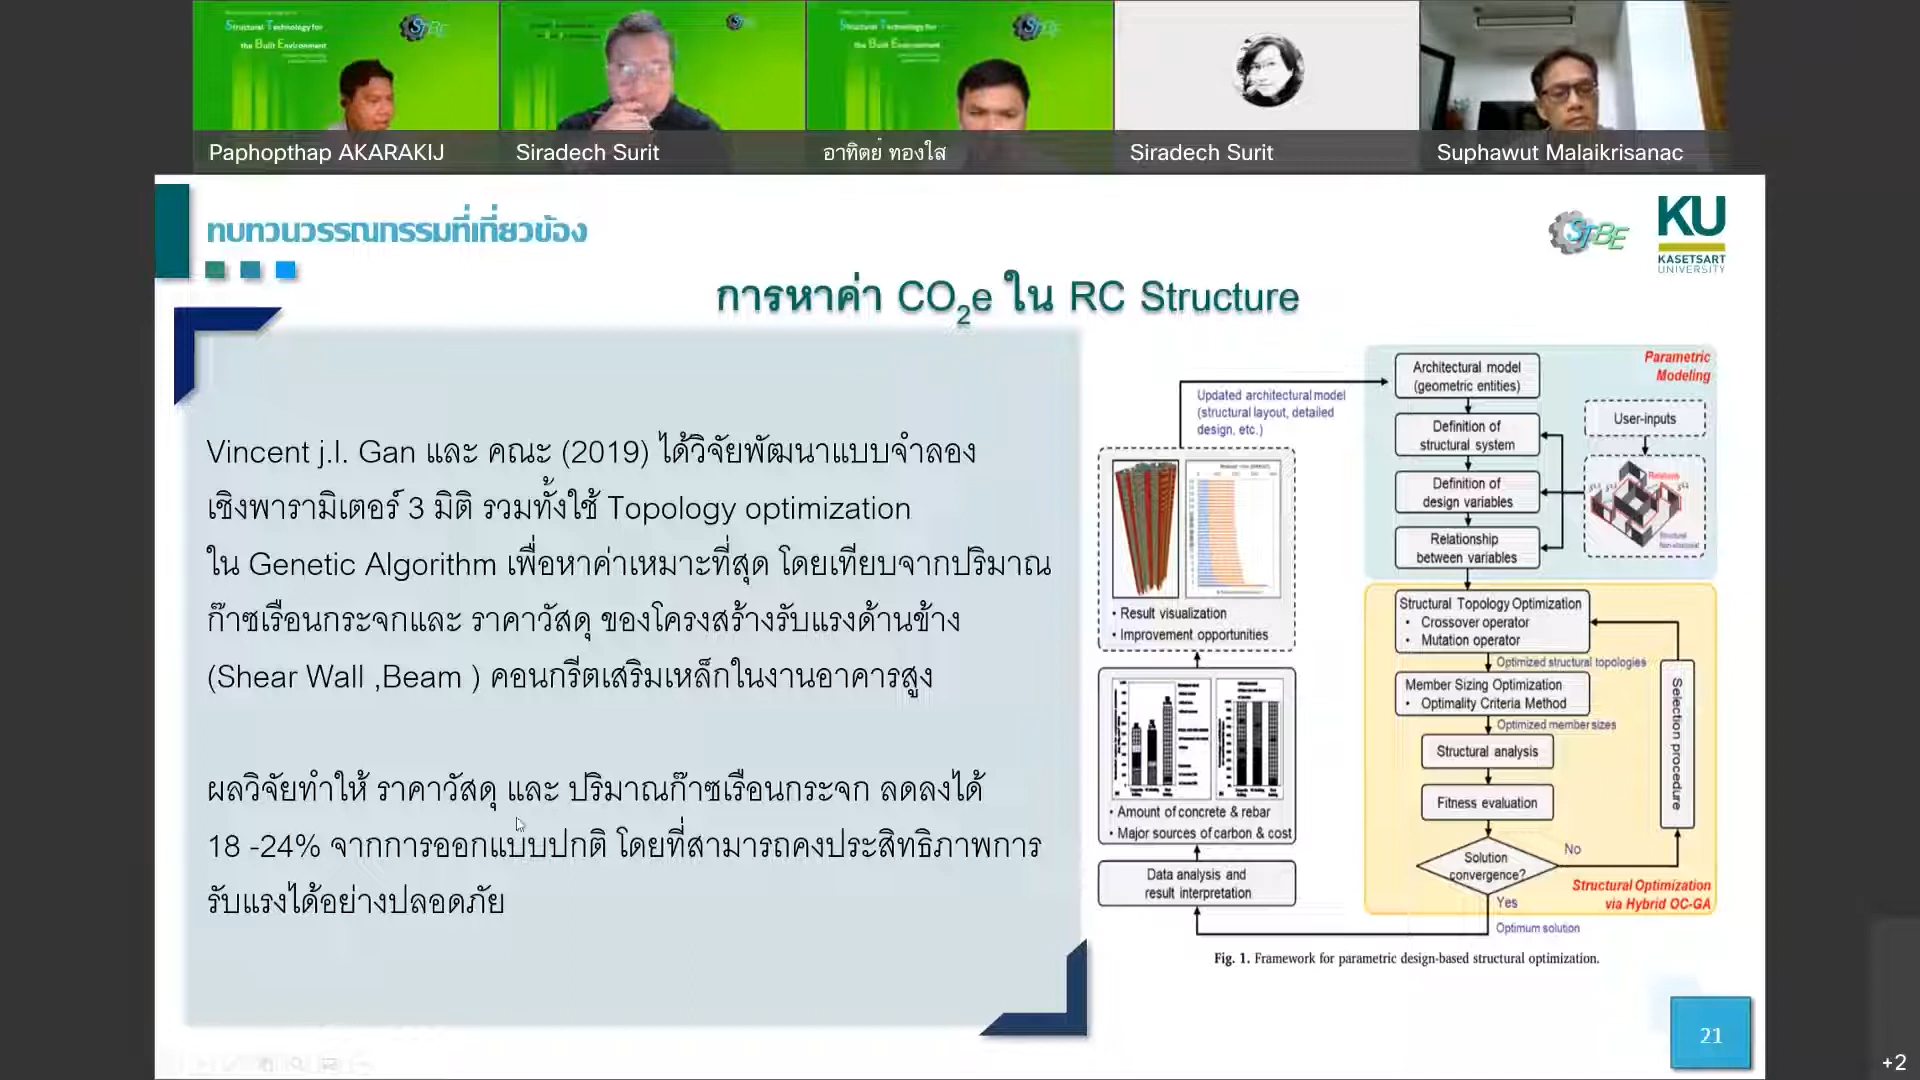 Structural Technology for
the Built Environment
STBE
Structural Technology for
the Built Environment
Paphopthap AKARAKIJ
Siradech Surit
อาทิตย์ ทองใส
Siradech Surit
Suphawut Malaikrisanac
ทบทวนวรรณกรรมที่เกี่ยวข้อง
STBE
KU
KASETSART
UNIVERSITY
การหาค่า CO2e ใน RC Structure
Vincent j.l. Gan และ คณะ (2019) ได้วิจัยพัฒนาแบบจำลอง
เชิงพารามิเตอร์ 3 มิติ รวมทั้งใช้ Topology optimization
ใน Genetic Algorithm เพื่อหาค่าเหมาะที่สุด โดยเทียบจากปริมาณ
ก๊าซเรือนกระจกและ ราคาวัสดุ ของโครงสร้างรับแรงด้านข้าง
(Shear Wall ,Beam ) คอนกรีตเสริมเหล็กในงานอาคารสูง
ผลวิจัยทำให้ ราคาวัสดุ และ ปริมาณก๊าซเรือนกระจก ลดลงได้
18 -24% จากการออกแบบปกติ โดยที่สามารถคงประสิทธิภาพการ
รับแรงได้อย่างปลอดภัย
Parametric
Modeling
Architectural model
(geometric entities)
Updated architectural model
(structural layout, detailed
design, etc.)
User-inputs
Definition of
structural system
Definition of
design variables
Relationship
between variables
• Result visualization
• Improvement opportunities
Structural Topology Optimization
• Crossover operator
• Mutation operator
Optimized structural topologies
Member Sizing Optimization
• Optimality Criteria Method
Optimized member sizes
Structural analysis
Fitness evaluation
Selection procedure
• Amount of concrete & rebar
• Major sources of carbon & cost
Solution
convergence?
No
Yes
Data analysis and
result interpretation
Structural Optimization
via Hybrid OC-GA
Optimum solution
Fig. 1. Framework for parametric design-based structural optimization.
21
+2